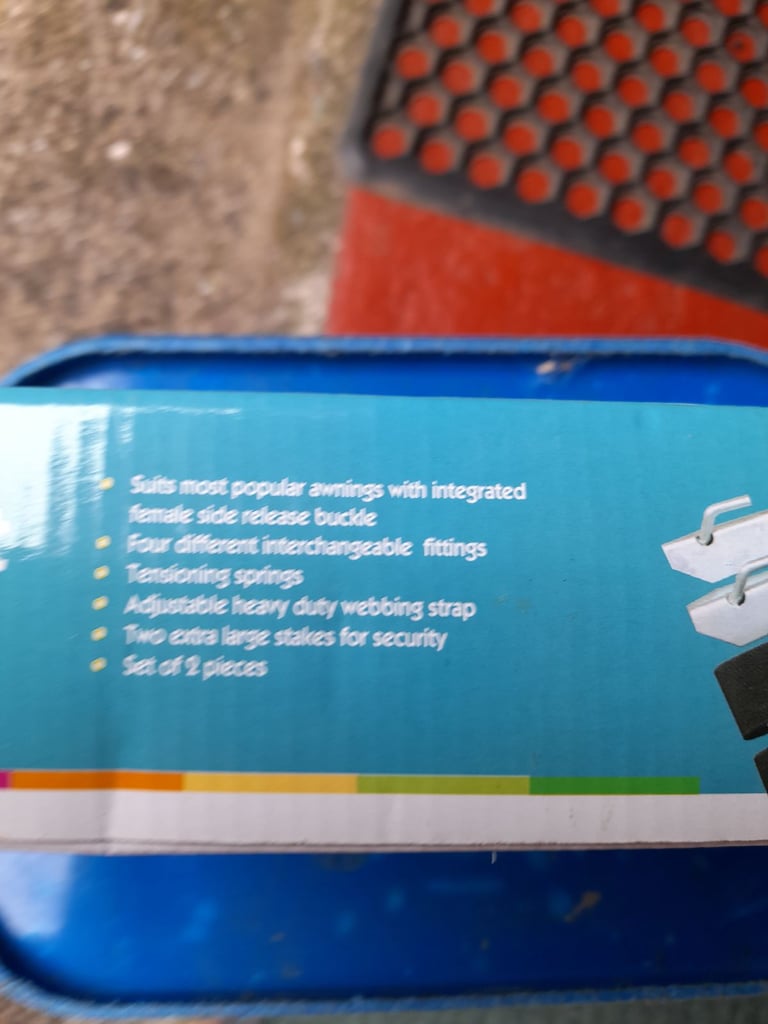 Suits most popular awnings with integrated
female side release buckle
Four different interchangeable fittings
Tensioning springs
Adjustable heavy duty webbing strap
Two extra large stakes for security
Set of 2 pieces